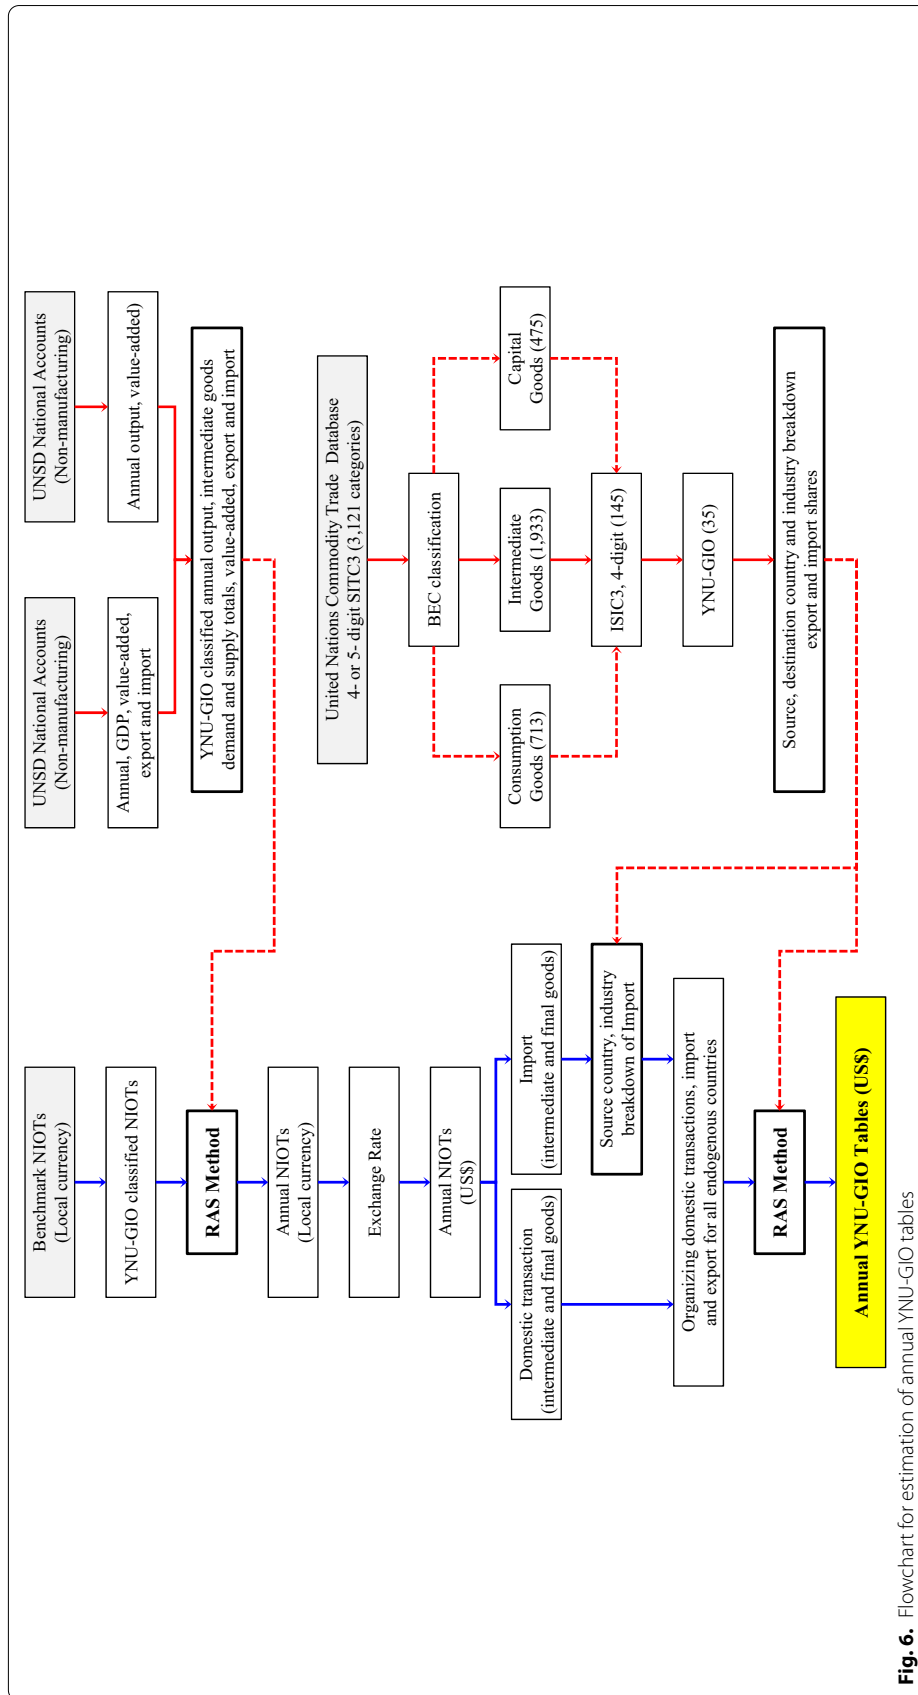 Benchmark NIOTs
(Local currency)
YNU-GIO classified NIOTs
RAS Method
Annual NIOTs
(Local currency)
Exchange Rate
Annual NIOTs
(US$)
Domestic transaction
(intermediate and final goods)
Import
(intermediate and final goods)
Source country, industry
breakdown of Import
Organizing domestic transactions, import
and export for all endogenous countries
RAS Method
Annual YNU-GIO Tables (US$)
UNSD National Accounts
(Non-manufacturing)
Annual, GDP, value-added,
export and import
UNSD National Accounts
(Non-manufacturing)
Annual output, value-added)
YNU-GIO classified annual output, intermediate goods
demand and supply totals, value-added, export and import
United Nations Commodity Trade Database
4- or 5- digit SITC3 (3,121 categories)
BEC classification
Consumption
Goods (713)
Intermediate
Goods (1,933)
Capital
Goods (475)
ISIC3, 4-digit (145)
YNU-GIO (35)
Source, destination country and industry breakdown
export and import shares
Fig. 6. Flowchart for estimation of annual YNU-GIO tables